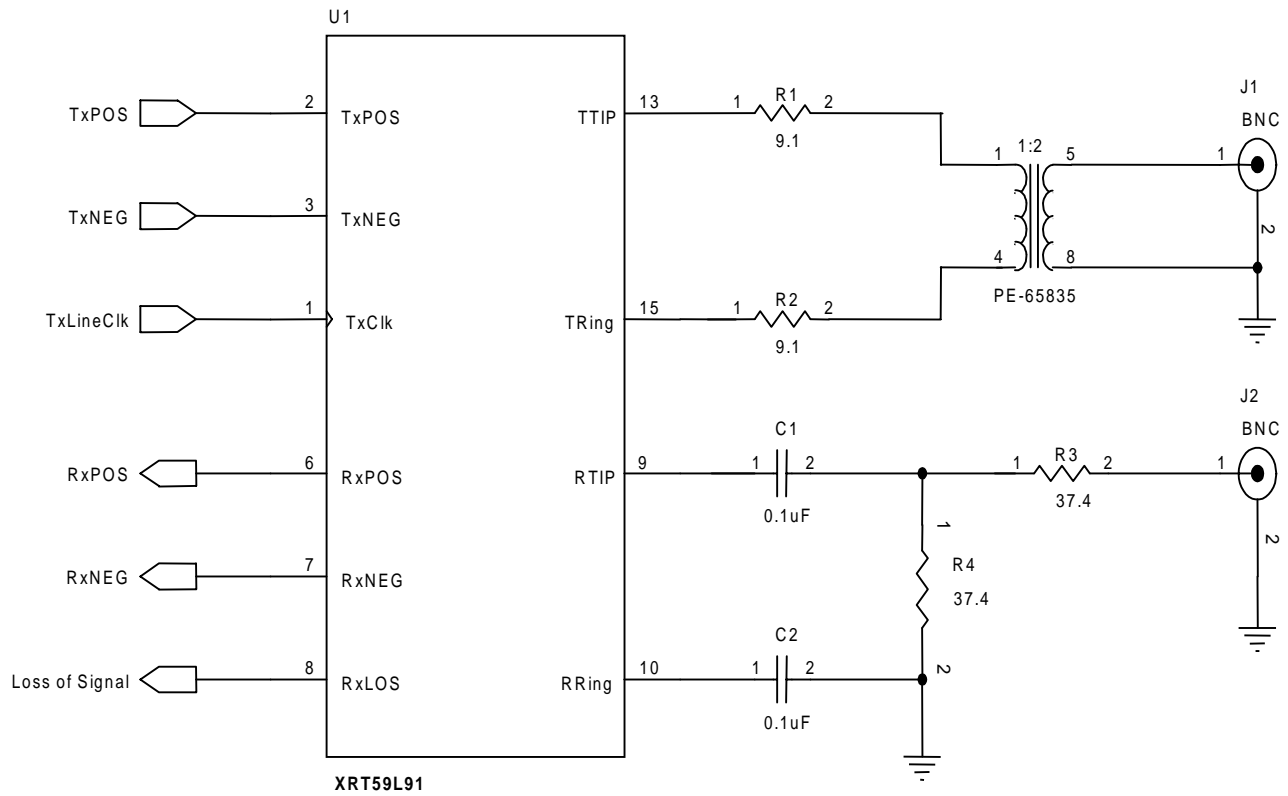 U1
J1
BNC
TxPOS 2 TxPOS TTIP 13 1 R1 2
9.1
1:2
1 5 1
2
TxNEG 3 TxNEG
4 8
PE-65835
TxLineClk 1 TxClk TRing 15 1 R2 2
9.1
J2
BNC
C1
RxPOS 6 RxPOS RTIP 9 1 2 1 R3 2 1
0.1uF
37.4
1
2
RxNEG 7 RxNEG
R4
37.4
C2
Loss of Signal 8 RxLOS RRing 10 1 2 2
0.1uF
XRT59L91